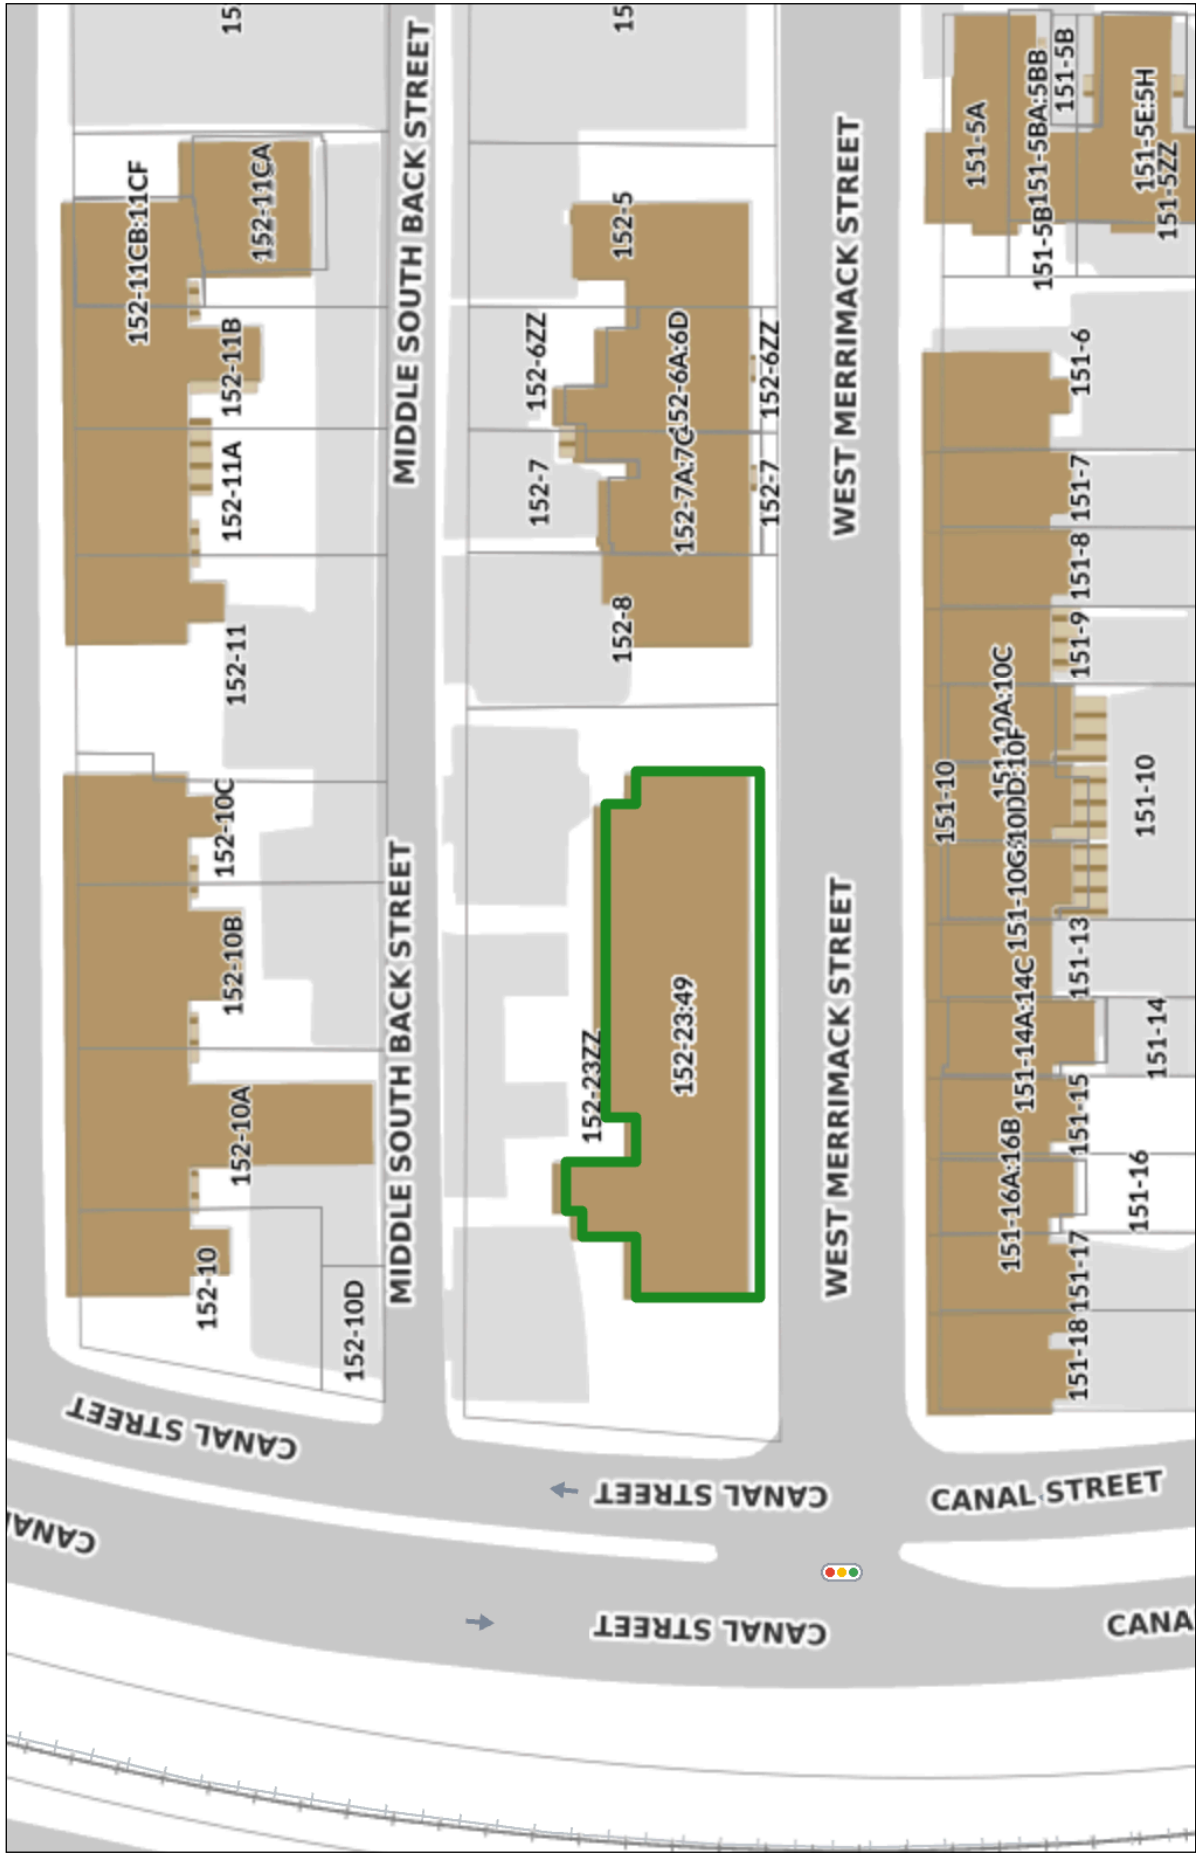 15
15
MIDDLE SOUTH BACK STREET
WEST MERRIMACK STREET
151-5A
151-5BA:5BB
151-5B
151-5E:5H
151-5ZZ
151-5B
152-11CB:11CF
152-11CA
152-5
152-11B
152-6ZZ
152-6A:6D
152-6ZZ
151-6
152-11A
152-7
152-7A:7C
152-7
151-7
151-8
152-11
152-8
151-9
151-10A:10C
151-10
151-10DD:10F
151-10
152-10C
151-10G:10
152-10B
152-23:49
151-13
151-14A:14C
151-14
MIDDLE SOUTH BACK STREET
WEST MERRIMACK STREET
152-23ZZ
152-10A
151-15
151-16A:16B
151-16
152-10
151-17
152-10D
151-18
CANAL STREET
CANAL STREET
CANAL STREET
CANAL
CANAL STREET
CANA